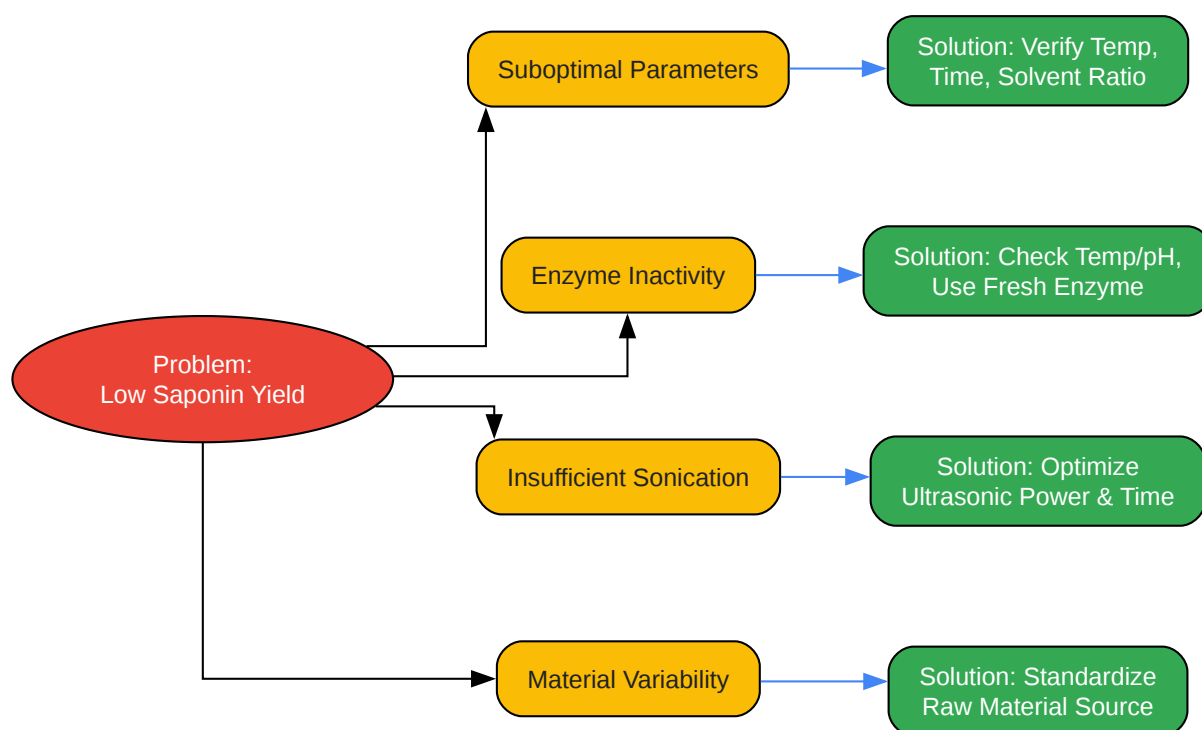 Suboptimal Parameters
Solution: Verify Temp,
Time, Solvent Ratio
Enzyme Inactivity
Solution: Check Temp/pH,
Use Fresh Enzyme
Problem:
Low Saponin Yield
Insufficient Sonication
Solution: Optimize
Ultrasonic Power & Time
Material Variability
Solution: Standardize
Raw Material Source